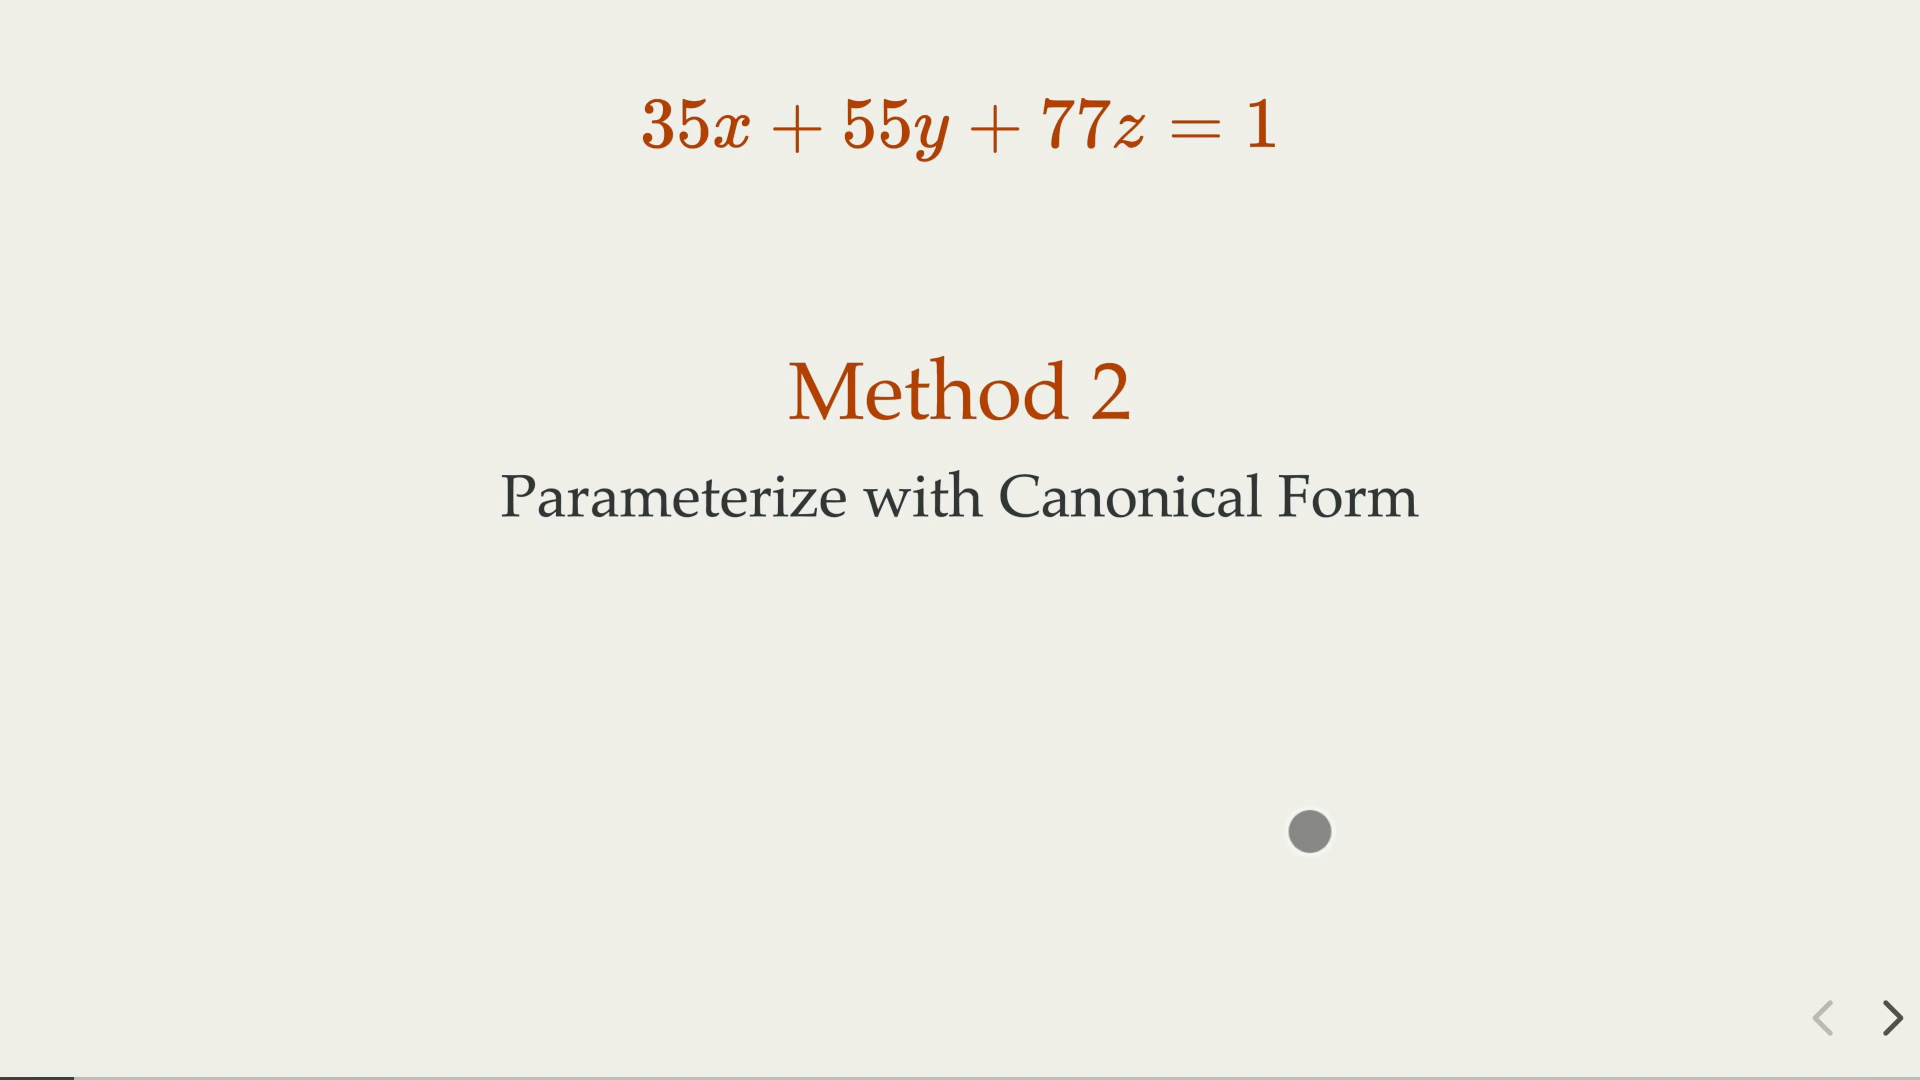 35x + 55y + 77z = 1
Method 2
Parameterize with Canonical Form